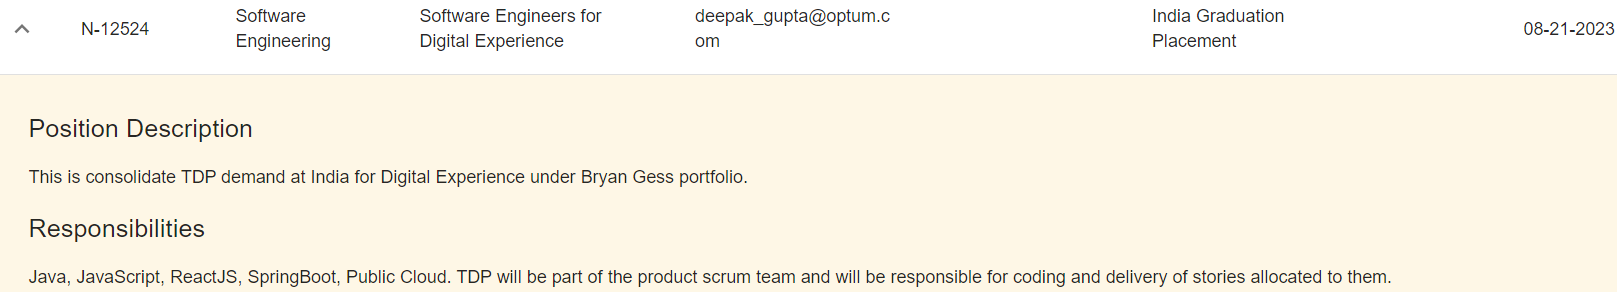 N-12524
Software
Engineering
Software Engineers for
Digital Experience
deepak_gupta@optum.c
om
India Graduation
Placement
08-21-2023
Position Description
This is consolidate TDP demand at India for Digital Experience under Bryan Gess portfolio.
Responsibilities
Java, JavaScript, ReactJS, SpringBoot, Public Cloud. TDP will be part of the product scrum team and will be responsible for coding and delivery of stories allocated to them.